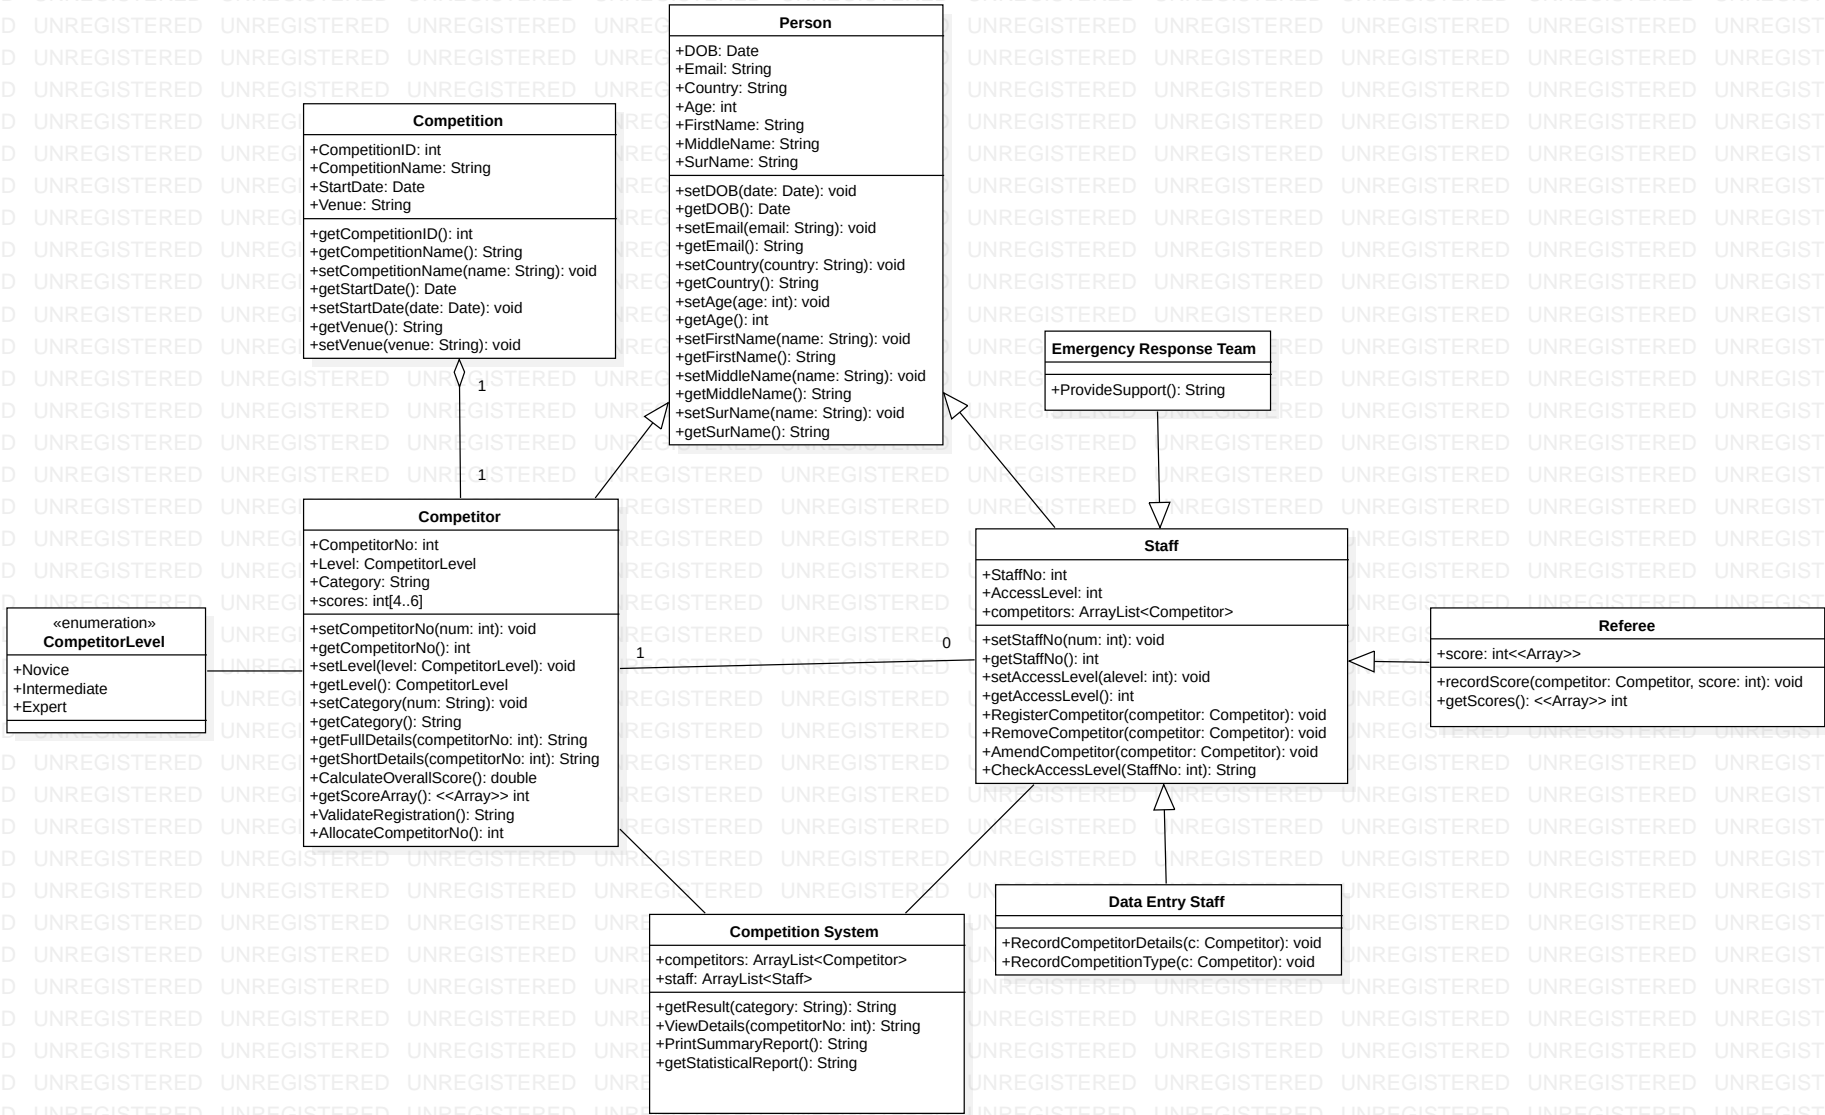 Person
+DOB: Date
+Email: String
+Country: String
+Age: int
+FirstName: String
+MiddleName: String
+SurName: String
+setDOB(date: Date): void
+getDOB(): Date
+setEmail(email: String): void
+getEmail(): String
+setCountry(country: String): void
+getCountry(): String
+setAge(age: int): void
+getAge(): int
+setFirstName(name: String): void
+getFirstName(): String
+setMiddleName(name: String): void
+getMiddleName(): String
+setSurName(name: String): void
+getSurName(): String
Competition
+CompetitionID: int
+CompetitionName: String
+StartDate: Date
+Venue: String
+getCompetitionID(): int
+getCompetitionName(): String
+setCompetitionName(name: String): void
+getStartDate(): Date
+setStartDate(date: Date): void
+getVenue(): String
+setVenue(venue: String): void
1
1
Emergency Response Team
+ProvideSupport(): String
Competitor
+CompetitorNo: int
+Level: CompetitorLevel
+Category: String
+scores: int[4..6]
+setCompetitorNo(num: int): void
+getCompetitorNo(): int
+setLevel(level: CompetitorLevel): void
+getLevel(): CompetitorLevel
+setCategory(num: String): void
+getCategory(): String
+getFullDetails(competitorNo: int): String
+getShortDetails(competitorNo: int): String
+CalculateOverallScore(): double
+getScoreArray(): <<Array>> int
+ValidateRegistration(): String
+AllocateCompetitorNo(): int
«enumeration»
CompetitorLevel
+Novice
+Intermediate
+Expert
1
0
Staff
+StaffNo: int
+AccessLevel: int
+competitors: ArrayList<Competitor>
+setStaffNo(num: int): void
+getStaffNo(): int
+setAccessLevel(alevel: int): void
+getAccessLevel(): int
+RegisterCompetitor(competitor: Competitor): void
+RemoveCompetitor(competitor: Competitor): void
+AmendCompetitor(competitor: Competitor): void
+CheckAccessLevel(StaffNo: int): String
Referee
+score: int<<Array>>
+recordScore(competitor: Competitor, score: int): void
+getScores(): <<Array>> int
Data Entry Staff
+RecordCompetitorDetails(c: Competitor): void
+RecordCompetitionType(c: Competitor): void
Competition System
+competitors: ArrayList<Competitor>
+staff: ArrayList<Staff>
+getResult(category: String): String
+ViewDetails(competitorNo: int): String
+PrintSummaryReport(): String
+getStatisticalReport(): String
UNREGISTERED